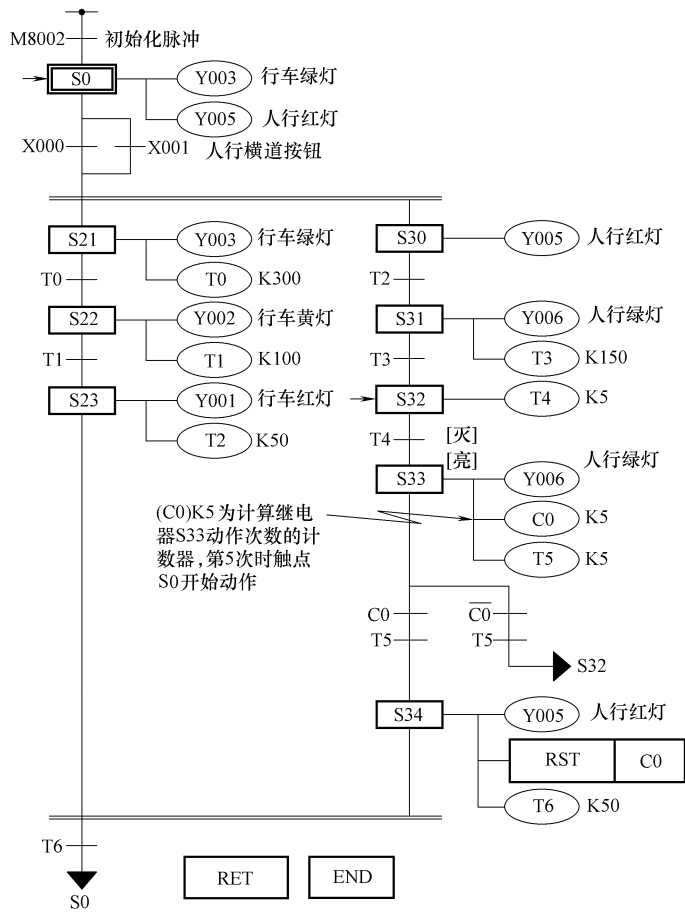 M8002 初始化脉冲
S0 Y003 行车绿灯
Y005 人行红灯
X000 X001 人行横道按钮
S21 Y003 行车绿灯
T0 T0 K300
S22 Y002 行车黄灯
T1 T1 K100
S23 Y001 行车红灯
T2 K50
S30 Y005 人行红灯
T2
S31 Y006 人行绿灯
T3 T3 K150
S32 T4 K5
T4 [灭]
[亮]
S33 Y006 人行绿灯
C0 K5
T5 K5
(C0)K5为计算继电
器S33动作次数的计
数器,第5次时触点
S0开始动作
C0 C0
T5 T5
S32
S34 Y005 人行红灯
RST C0
T6 K50
T6
S0
RET END